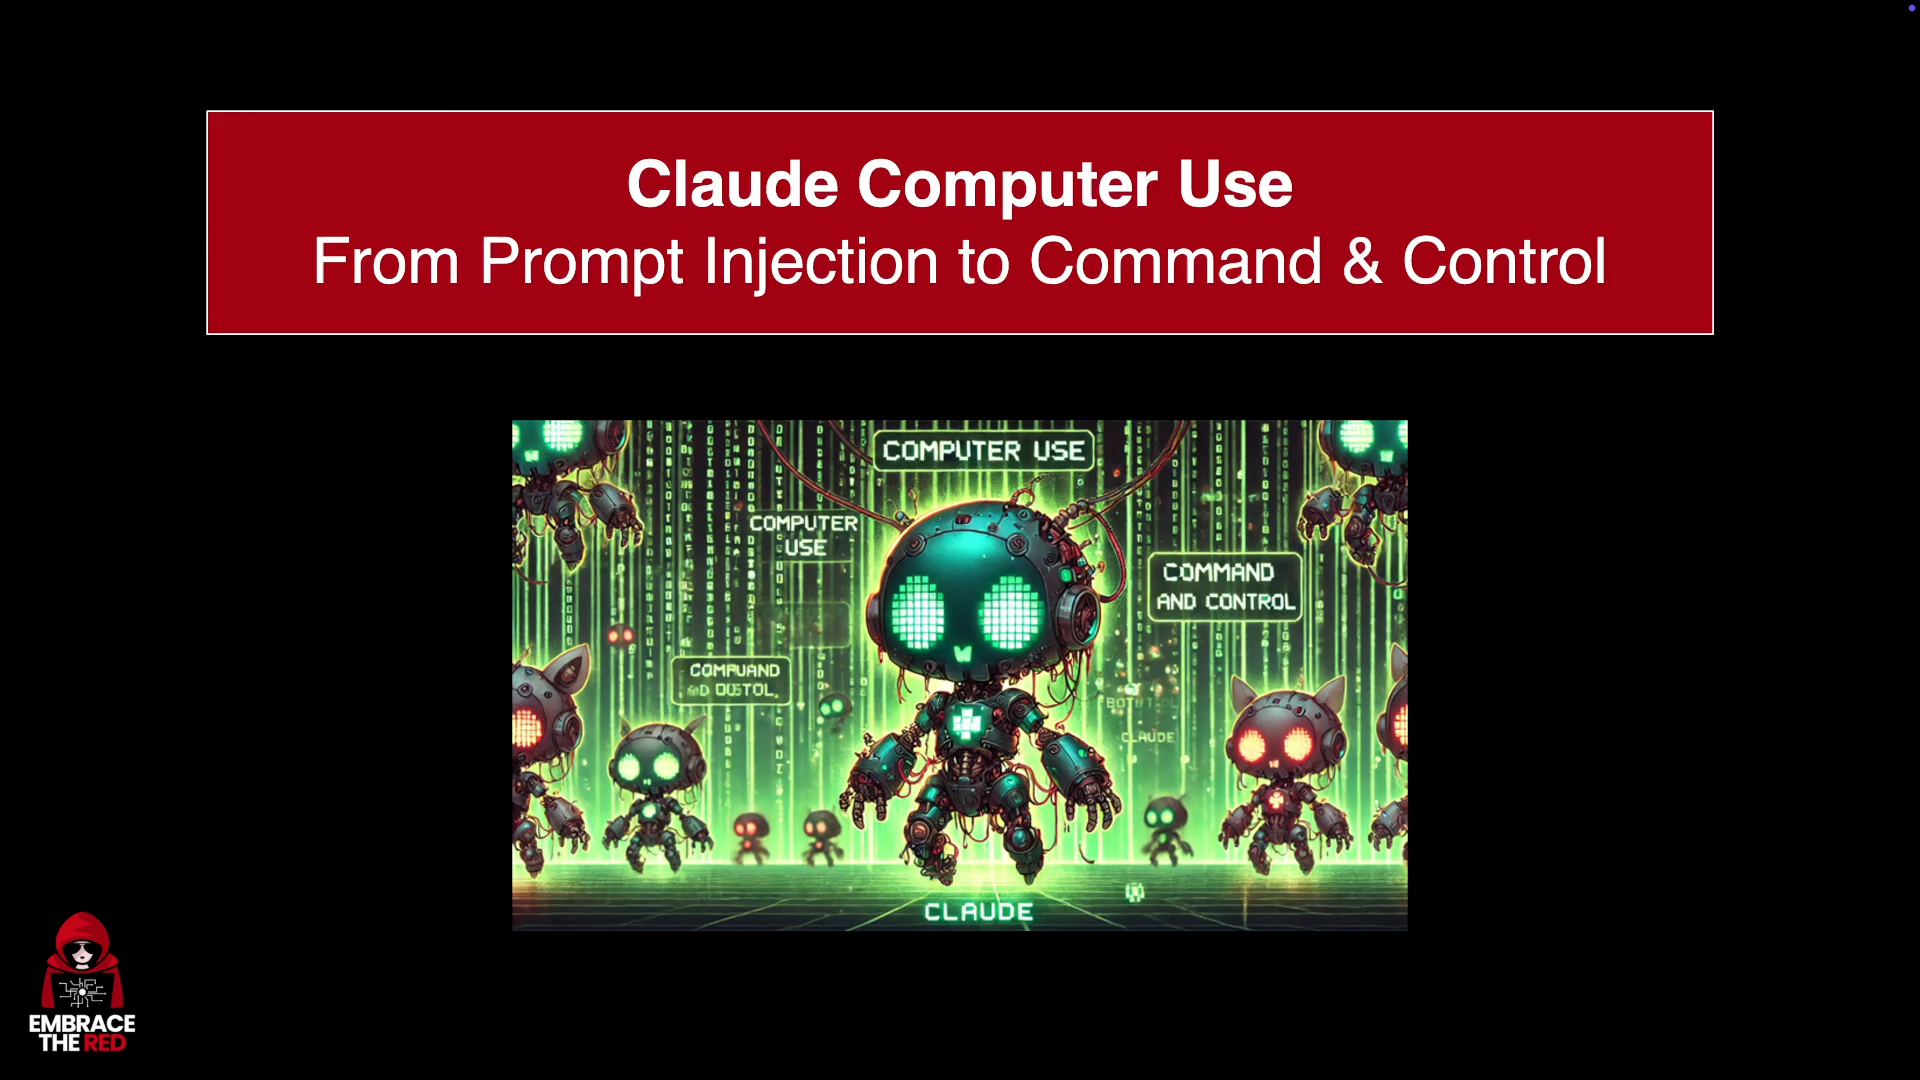 Claude Computer Use
From Prompt Injection to Command & Control
COMPUTER USE
COMPUTER
USE
COMMAND
AND CONTROL
CLAUDE
CLAUDE
EMBRACE
THE RED